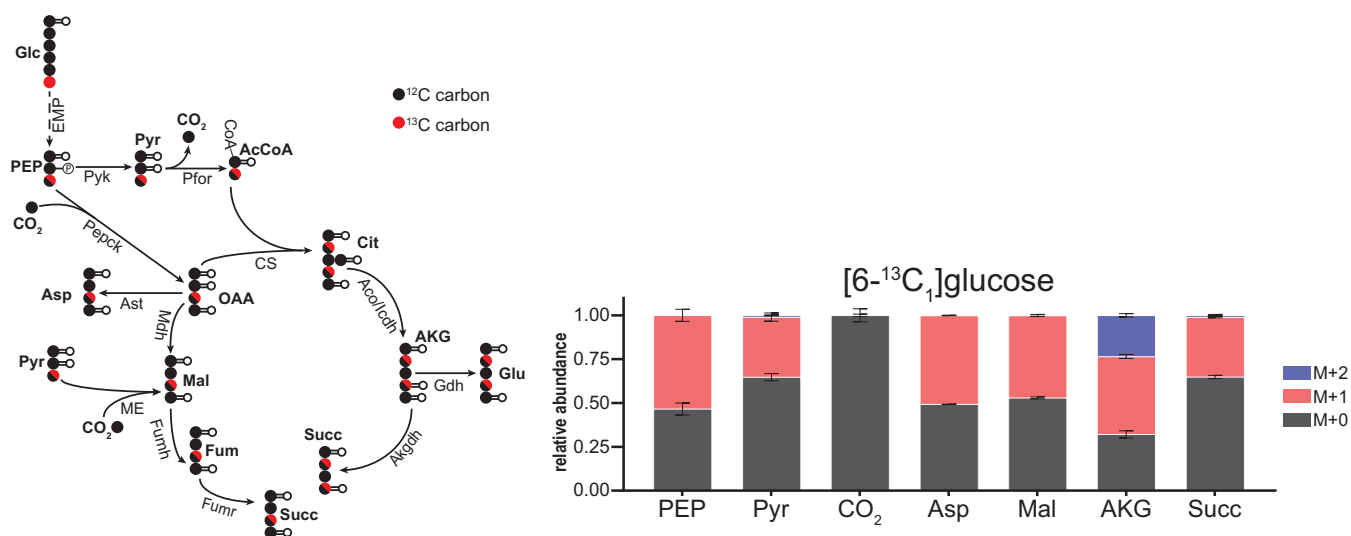 Glc
EMP
¹²C carbon
¹³C carbon
CO₂
CoA
AcCoA
Pyr
PEP
P
Pyk
Pfor
CO₂
Pepck
Cit
CS
Asp
Ast
OAA
Aco/Icdh
Mdh
AKG
Pyr
Mal
Gdh
Glu
ME
CO₂
Fumh
Fum
Succ
Akgdh
Fumr
Succ
[6-¹³C₁]glucose
relative abundance
1.00
0.75
0.50
0.25
0.00
PEP Pyr CO₂ Asp Mal AKG Succ
M+2
M+1
M+0